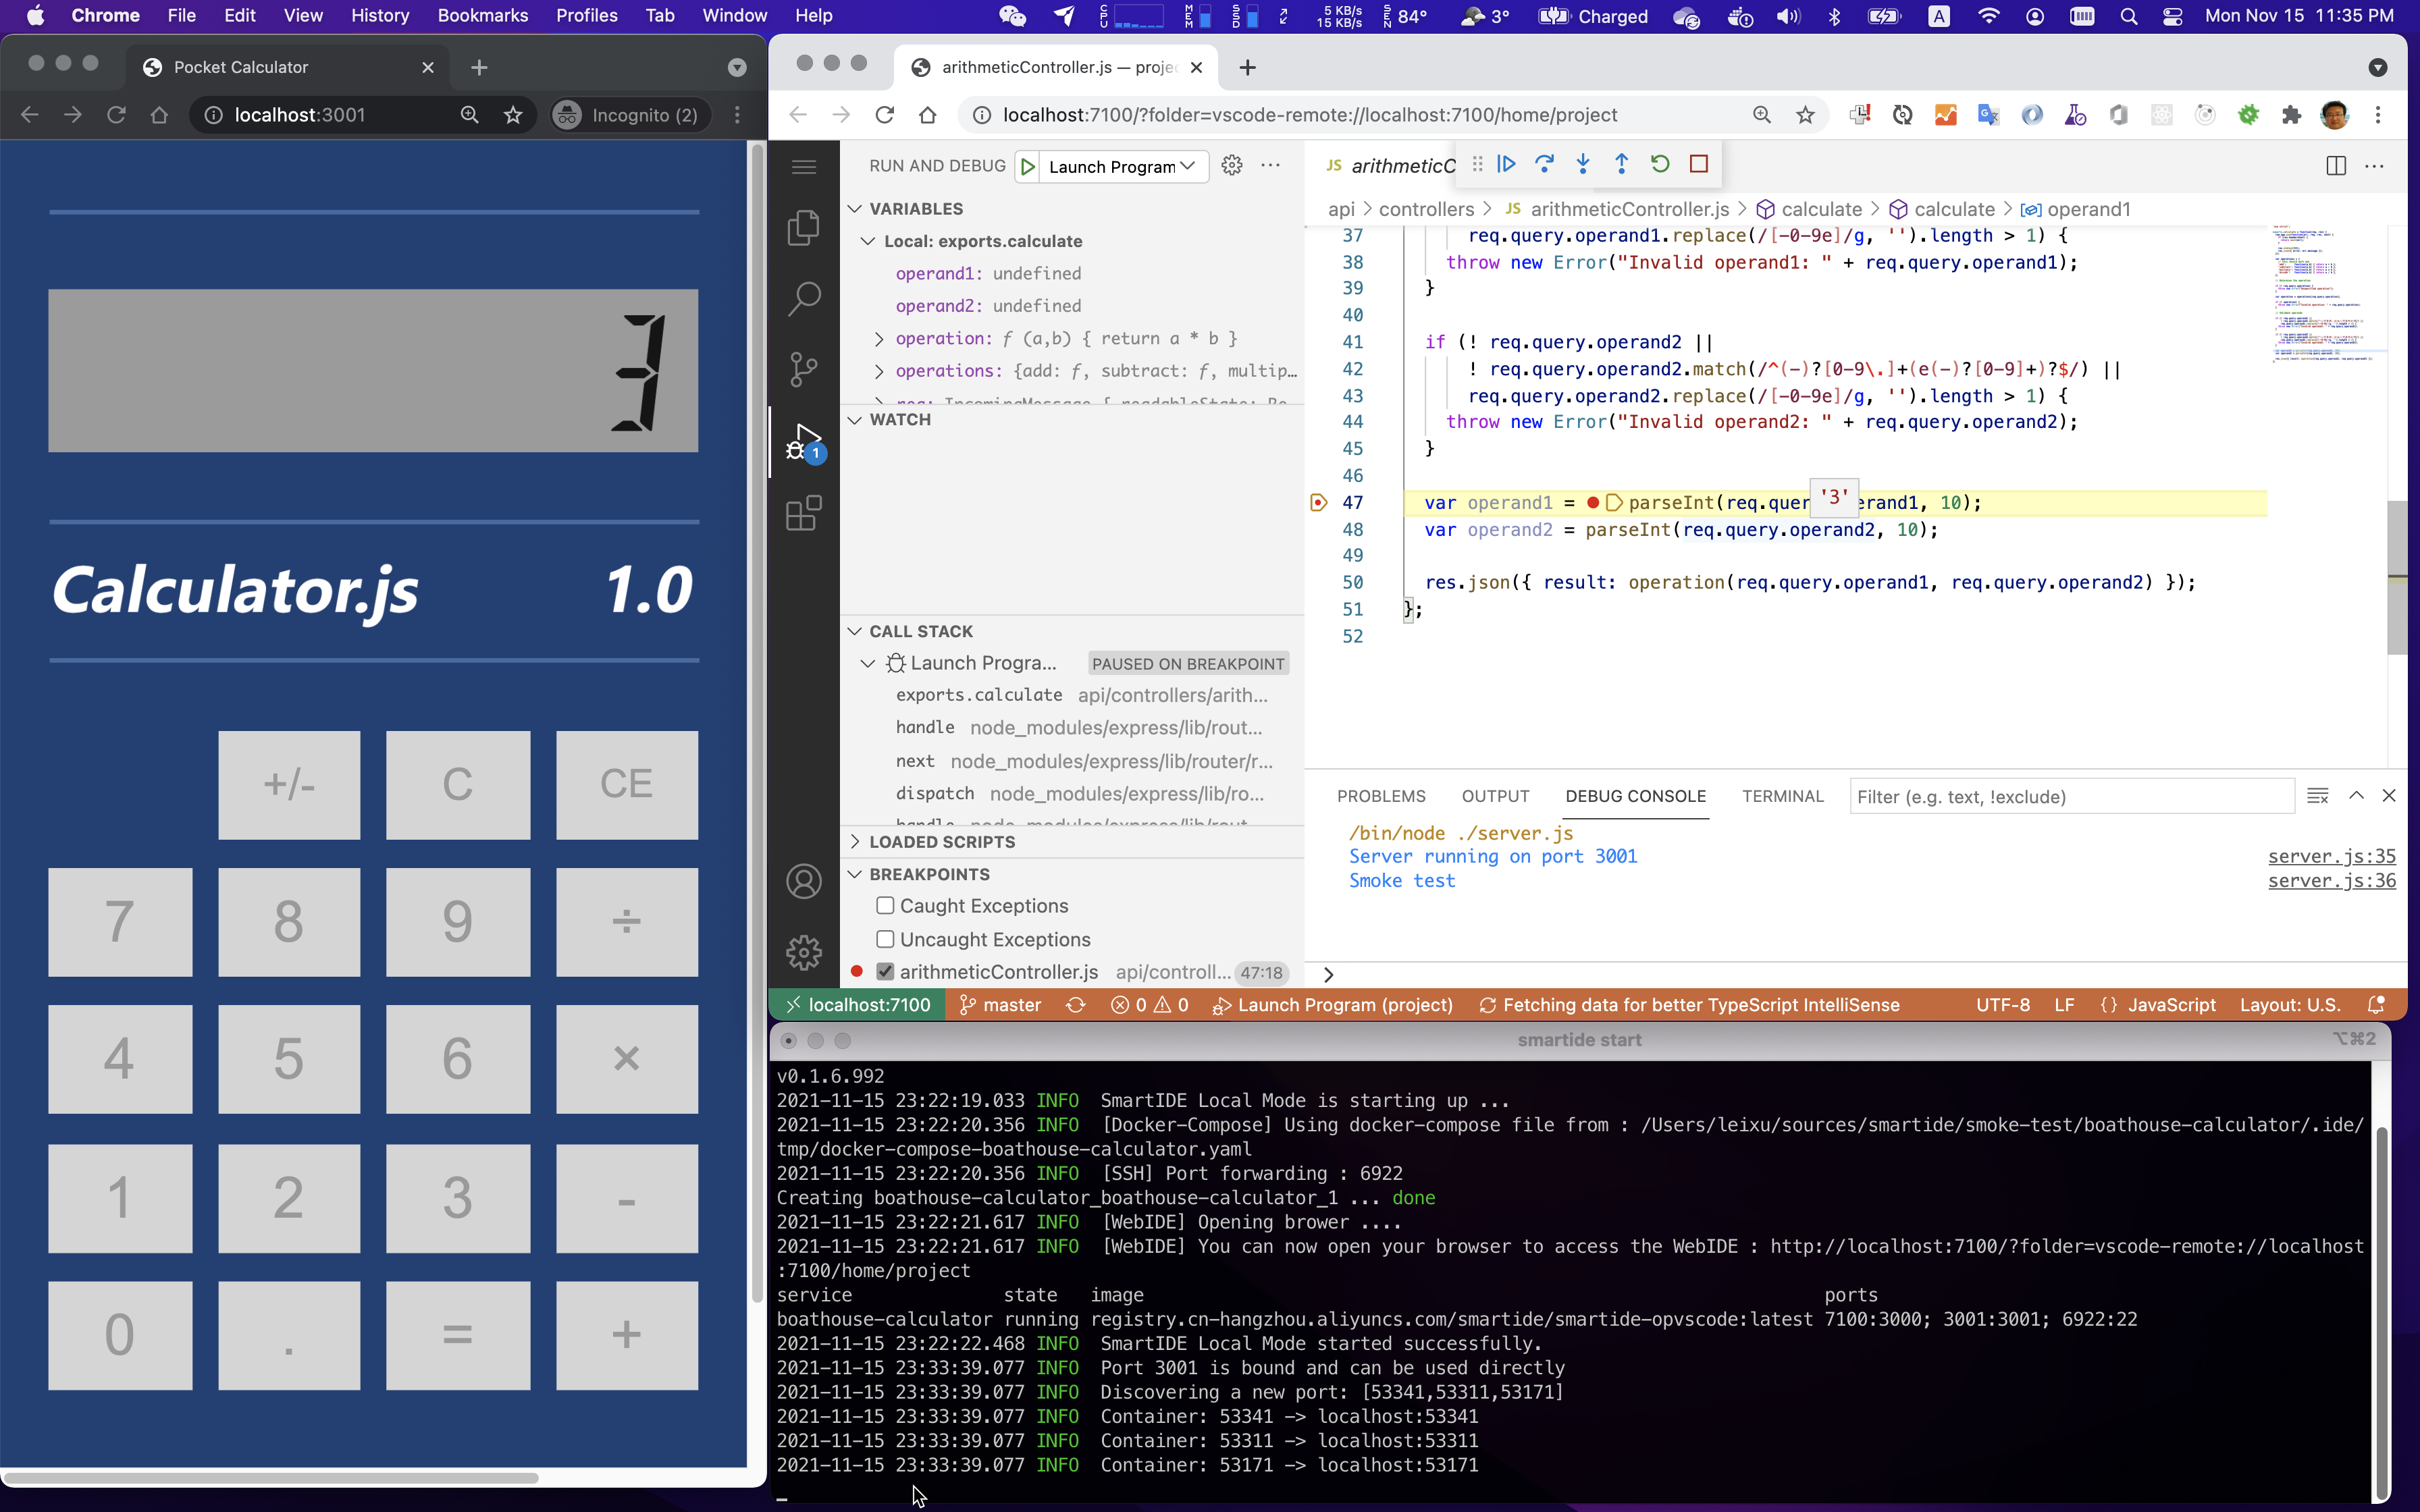 Chrome File Edit View History Bookmarks Profiles Tab Window Help
CPU MEM SSD 5 KB/s 15 KB/s SEN 84° 3° Charged A Mon Nov 15 11:35 PM
Pocket Calculator
localhost:3001 Incognito (2)
3
Calculator.js 1.0
+/- C CE
7 8 9 ÷
4 5 6 ×
1 2 3 -
0 . = +
arithmeticController.js — proje
localhost:7100/?folder=vscode-remote://localhost:7100/home/project
RUN AND DEBUG Launch Program
VARIABLES
Local: exports.calculate
operand1: undefined
operand2: undefined
operation: f (a,b) { return a * b }
operations: {add: f, subtract: f, multip…
WATCH
CALL STACK
Launch Progra... PAUSED ON BREAKPOINT
exports.calculate api/controllers/arith...
handle node_modules/express/lib/rout...
next node_modules/express/lib/router/r...
dispatch node_modules/express/lib/ro...
handle node_modules/express/lib/rout
LOADED SCRIPTS
BREAKPOINTS
Caught Exceptions
Uncaught Exceptions
arithmeticController.js api/controll... 47:18
1
JS arithmeticC
api > controllers > JS arithmeticController.js > calculate > calculate > operand1
37 req.query.operand1.replace(/[-0-9e]/g, '').length > 1) {
38 throw new Error("Invalid operand1: " + req.query.operand1);
39 }
40
41 if (! req.query.operand2 ||
42 ! req.query.operand2.match(/^(-)?[0-9\.]+(e(-)?[0-9]+)?$/) ||
43 req.query.operand2.replace(/[-0-9e]/g, '').length > 1) {
44 throw new Error("Invalid operand2: " + req.query.operand2);
45 }
46
47 var operand1 = parseInt(req.quer '3' erand1, 10);
48 var operand2 = parseInt(req.query.operand2, 10);
49
50 res.json({ result: operation(req.query.operand1, req.query.operand2) });
51 };
52
PROBLEMS OUTPUT DEBUG CONSOLE TERMINAL Filter (e.g. text, !exclude)
/bin/node ./server.js
Server running on port 3001 server.js:35
Smoke test server.js:36
localhost:7100 master 0 0 Launch Program (project) Fetching data for better TypeScript IntelliSense UTF-8 LF {} JavaScript Layout: U.S.
smartide start ⌥⌘2
v0.1.6.992
2021-11-15 23:22:19.033 INFO SmartIDE Local Mode is starting up ...
2021-11-15 23:22:20.356 INFO [Docker-Compose] Using docker-compose file from : /Users/leixu/sources/smartide/smoke-test/boathouse-calculator/.ide/
tmp/docker-compose-boathouse-calculator.yaml
2021-11-15 23:22:20.356 INFO [SSH] Port forwarding : 6922
Creating boathouse-calculator_boathouse-calculator_1 ... done
2021-11-15 23:22:21.617 INFO [WebIDE] Opening brower ....
2021-11-15 23:22:21.617 INFO [WebIDE] You can now open your browser to access the WebIDE : http://localhost:7100/?folder=vscode-remote://localhost
:7100/home/project
service state image ports
boathouse-calculator running registry.cn-hangzhou.aliyuncs.com/smartide/smartide-opvscode:latest 7100:3000; 3001:3001; 6922:22
2021-11-15 23:22:22.468 INFO SmartIDE Local Mode started successfully.
2021-11-15 23:33:39.077 INFO Port 3001 is bound and can be used directly
2021-11-15 23:33:39.077 INFO Discovering a new port: [53341,53311,53171]
2021-11-15 23:33:39.077 INFO Container: 53341 -> localhost:53341
2021-11-15 23:33:39.077 INFO Container: 53311 -> localhost:53311
2021-11-15 23:33:39.077 INFO Container: 53171 -> localhost:53171